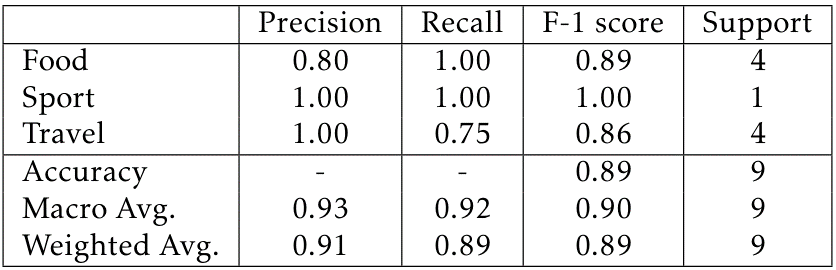 Precision Recall F-1 score Support
Food 0.80 1.00 0.89 4
Sport 1.00 1.00 1.00 1
Travel 1.00 0.75 0.86 4
Accuracy - - 0.89 9
Macro Avg. 0.93 0.92 0.90 9
Weighted Avg. 0.91 0.89 0.89 9